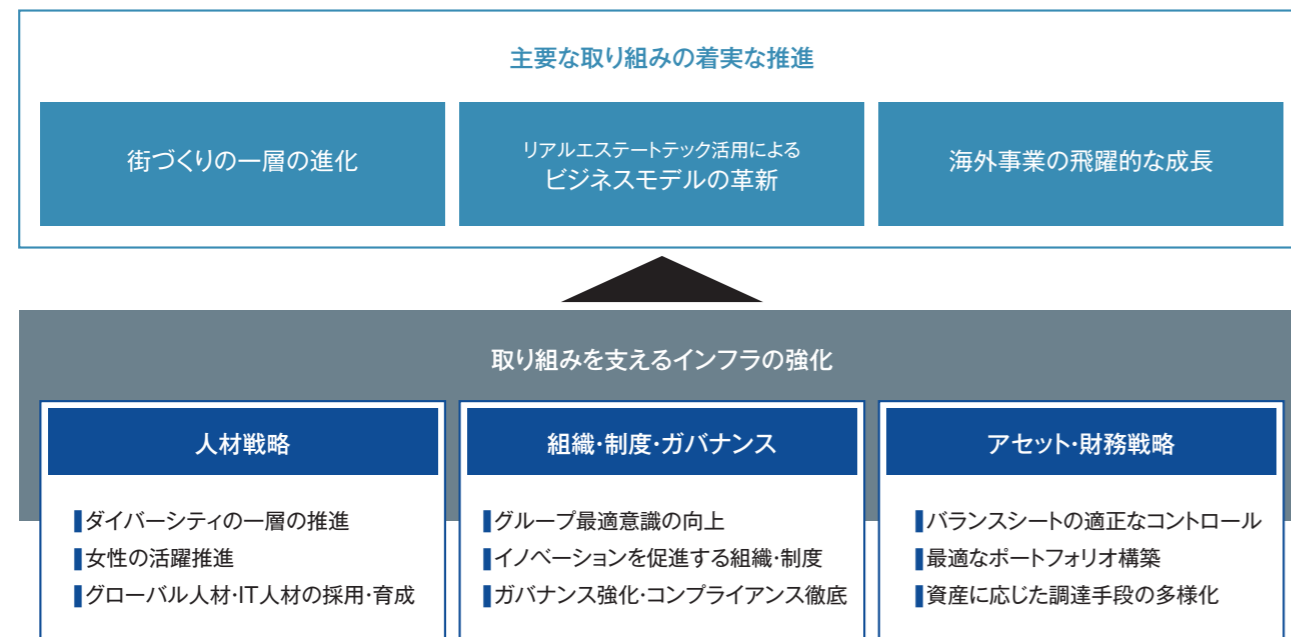 主要な取り組みの着実な推進
街づくりの一層の進化
リアルエステートテック活用による
ビジネスモデルの革新
海外事業の飛躍的な成長
取り組みを支えるインフラの強化
人材戦略
ダイバーシティの一層の推進
女性の活躍推進
グローバル人材・IT人材の採用・育成
組織・制度・ガバナンス
グループ最適意識の向上
イノベーションを促進する組織・制度
ガバナンス強化・コンプライアンス徹底
アセット・財務戦略
バランスシートの適正なコントロール
最適なポートフォリオ構築
資産に応じた調達手段の多様化